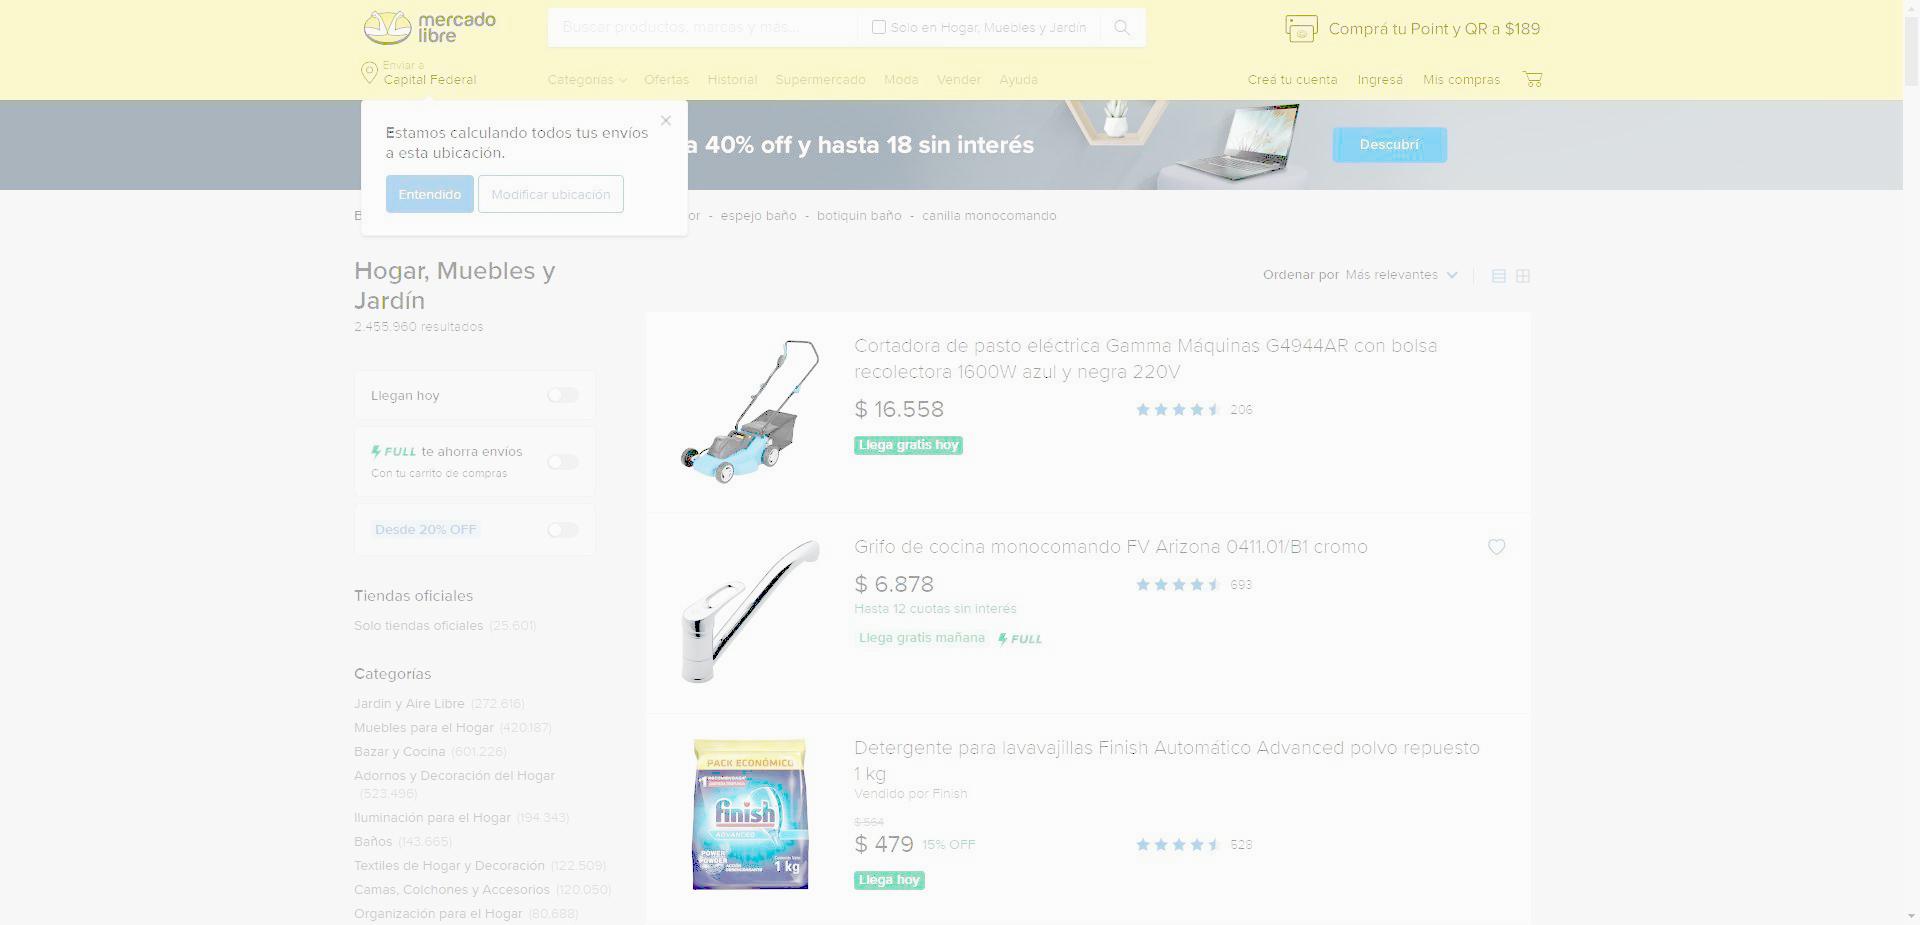 mercado
libre
Buscar productos, marcas y más...
Solo en Hogar, Muebles y Jardín
Comprá tu Point y QR a $189
Enviar a
Capital Federal
Categorías
Ofertas
Historial
Supermercado
Moda
Vender
Ayuda
Creá tu cuenta
Ingresá
Mis compras
Estamos calculando todos tus envíos
a esta ubicación.
Entendido
Modificar ubicación
a 40% off y hasta 18 sin interés
Descubrí
or - espejo baño - botiquin baño - canilla monocomando
Hogar, Muebles y
Jardín
2.455.960 resultados
Ordenar por Más relevantes
Llegan hoy
FULL te ahorra envíos
Con tu carrito de compras
Desde 20% OFF
Tiendas oficiales
Solo tiendas oficiales (25.601)
Categorías
Jardín y Aire Libre (272.616)
Muebles para el Hogar (420.187)
Bazar y Cocina (601.226)
Adornos y Decoración del Hogar
(523.496)
Iluminación para el Hogar (194.343)
Baños (143.665)
Textiles de Hogar y Decoración (122.509)
Camas, Colchones y Accesorios (120.050)
Organización para el Hogar (80.688)
Cortadora de pasto eléctrica Gamma Máquinas G4944AR con bolsa
recolectora 1600W azul y negra 220V
$ 16.558
206
Llega gratis hoy
Grifo de cocina monocomando FV Arizona 0411.01/B1 cromo
$ 6.878
693
Hasta 12 cuotas sin interés
Llega gratis mañana FULL
PACK ECONÓMICO
finish
ADVANCED
POWER
POWDER
1 kg
Detergente para lavavajillas Finish Automático Advanced polvo repuesto
1 kg
Vendido por Finish
$ 564
$ 479 15% OFF
528
Llega hoy